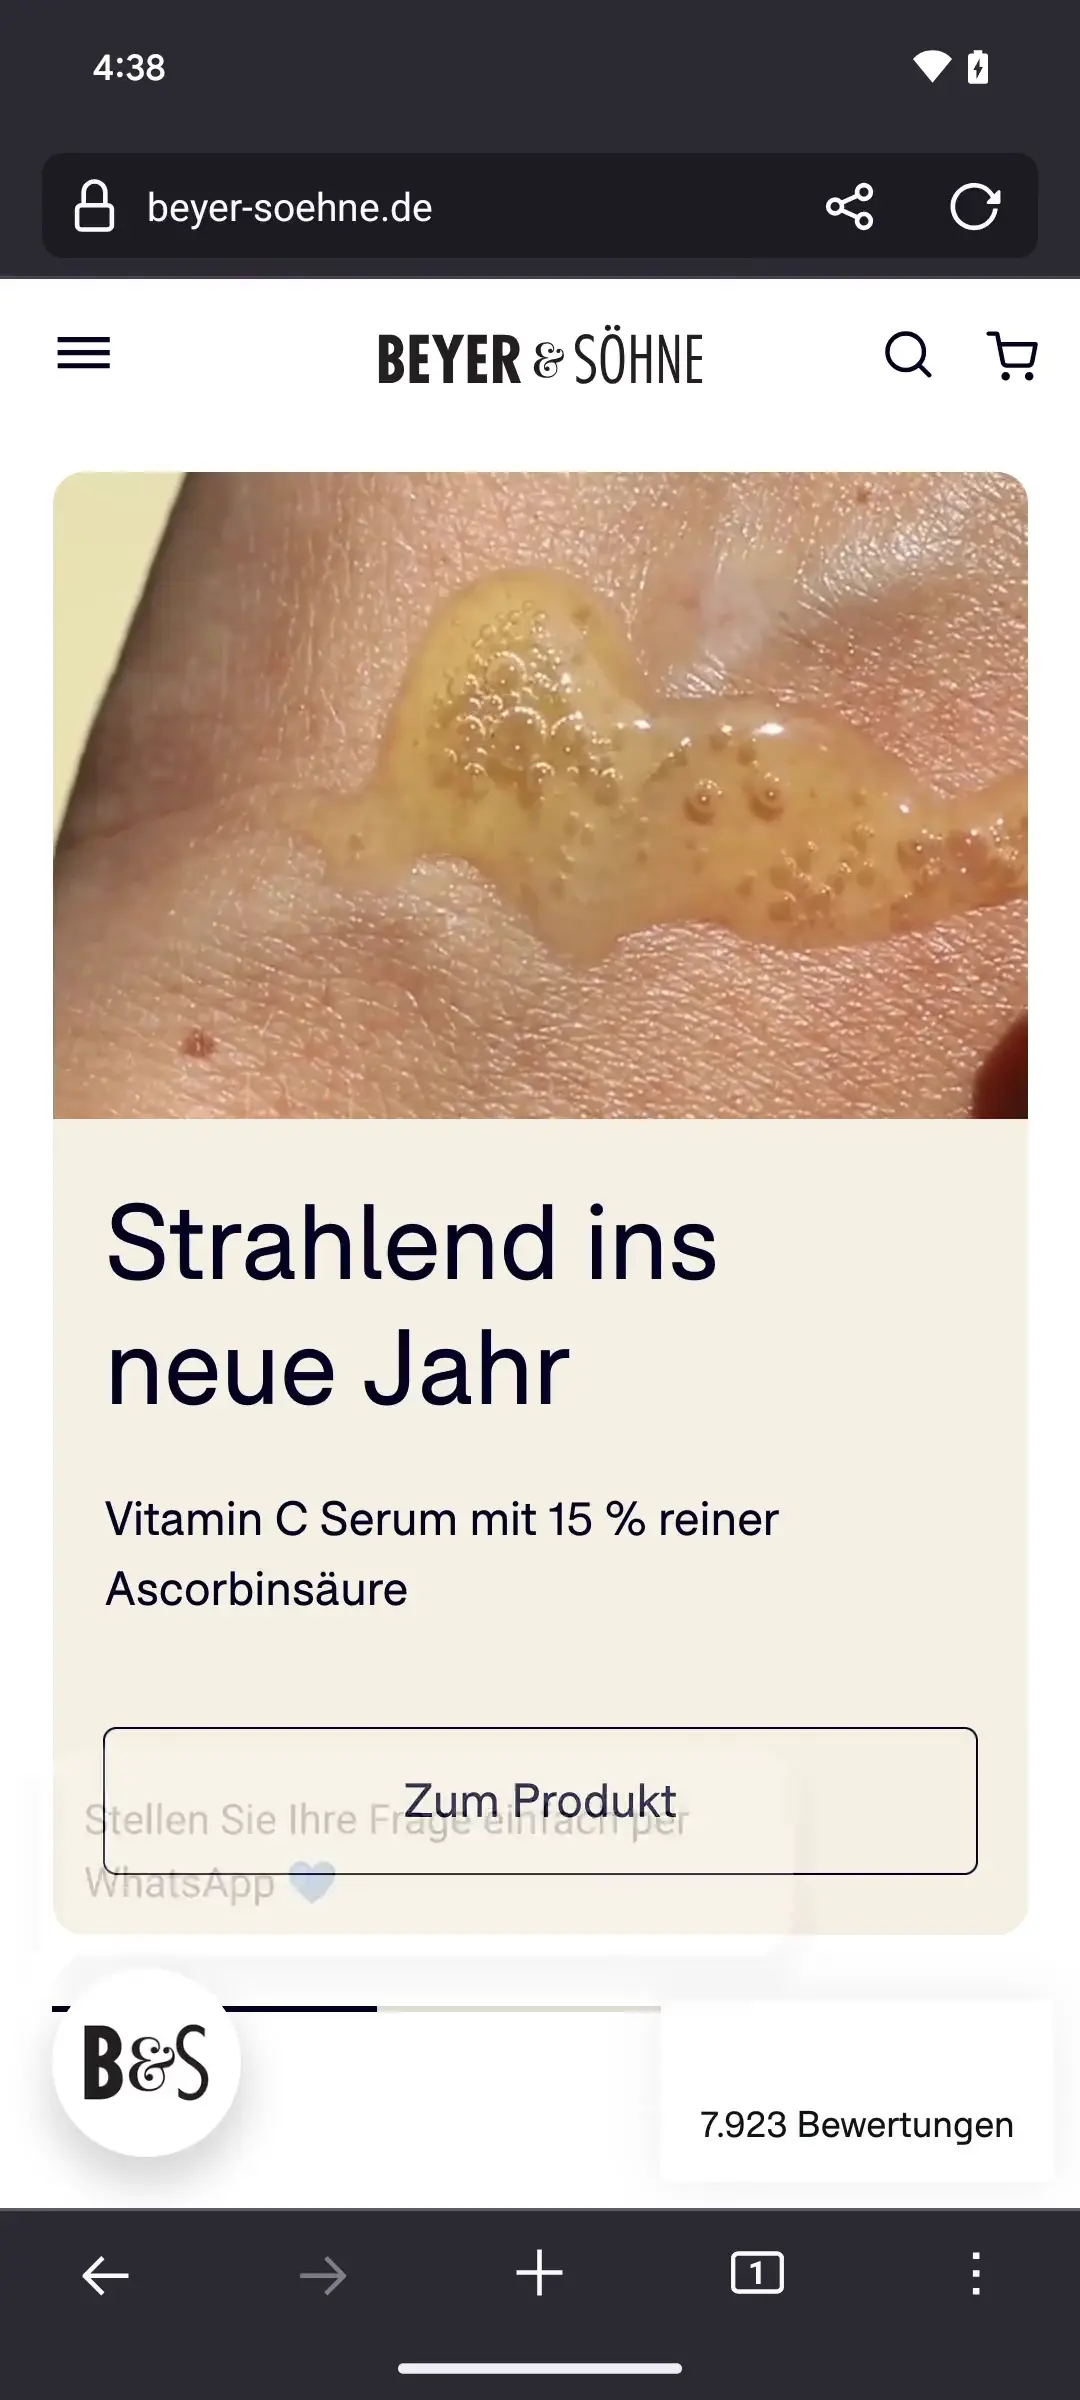 4:38
beyer-soehne.de
BEYER & SÖHNE
Strahlend ins
neue Jahr
Vitamin C Serum mit 15 % reiner
Ascorbinsäure
Zum Produkt
Stellen Sie Ihre Frage einfach per
WhatsApp 💙
B&S
7.923 Bewertungen
1